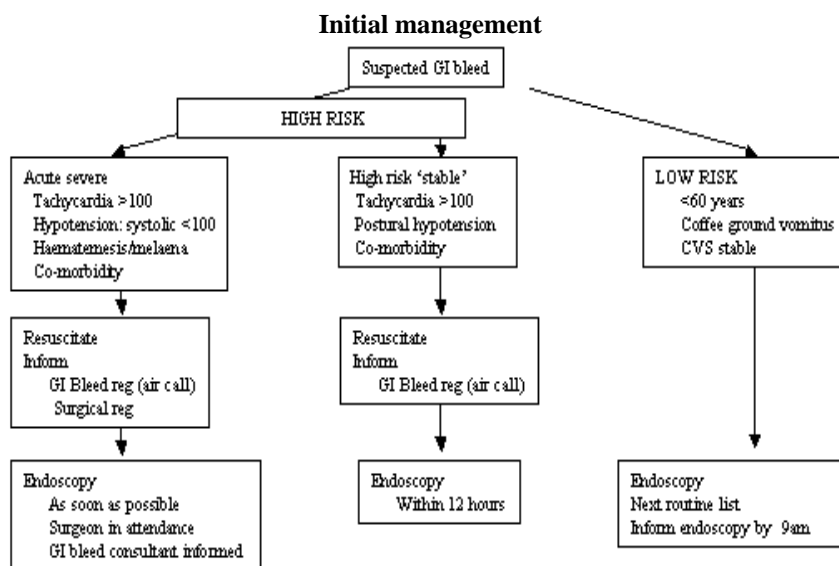 Initial management
Suspected GI bleed
HIGH RISK
Acute severe
Tachycardia >100
Hypotension: systolic <100
Haematemesis/melaena
Co-morbidity
High risk ‘stable’
Tachycardia >100
Postural hypotension
Co-morbidity
LOW RISK
<60 years
Coffee ground vomitus
CVS stable
Resuscitate
Inform
GI Bleed reg (air call)
Surgical reg
Resuscitate
Inform
GI Bleed reg (air call)
Endoscopy
As soon as possible
Surgeon in attendance
GI bleed consultant informed
Endoscopy
Within 12 hours
Endoscopy
Next routine list
Inform endoscopy by 9am